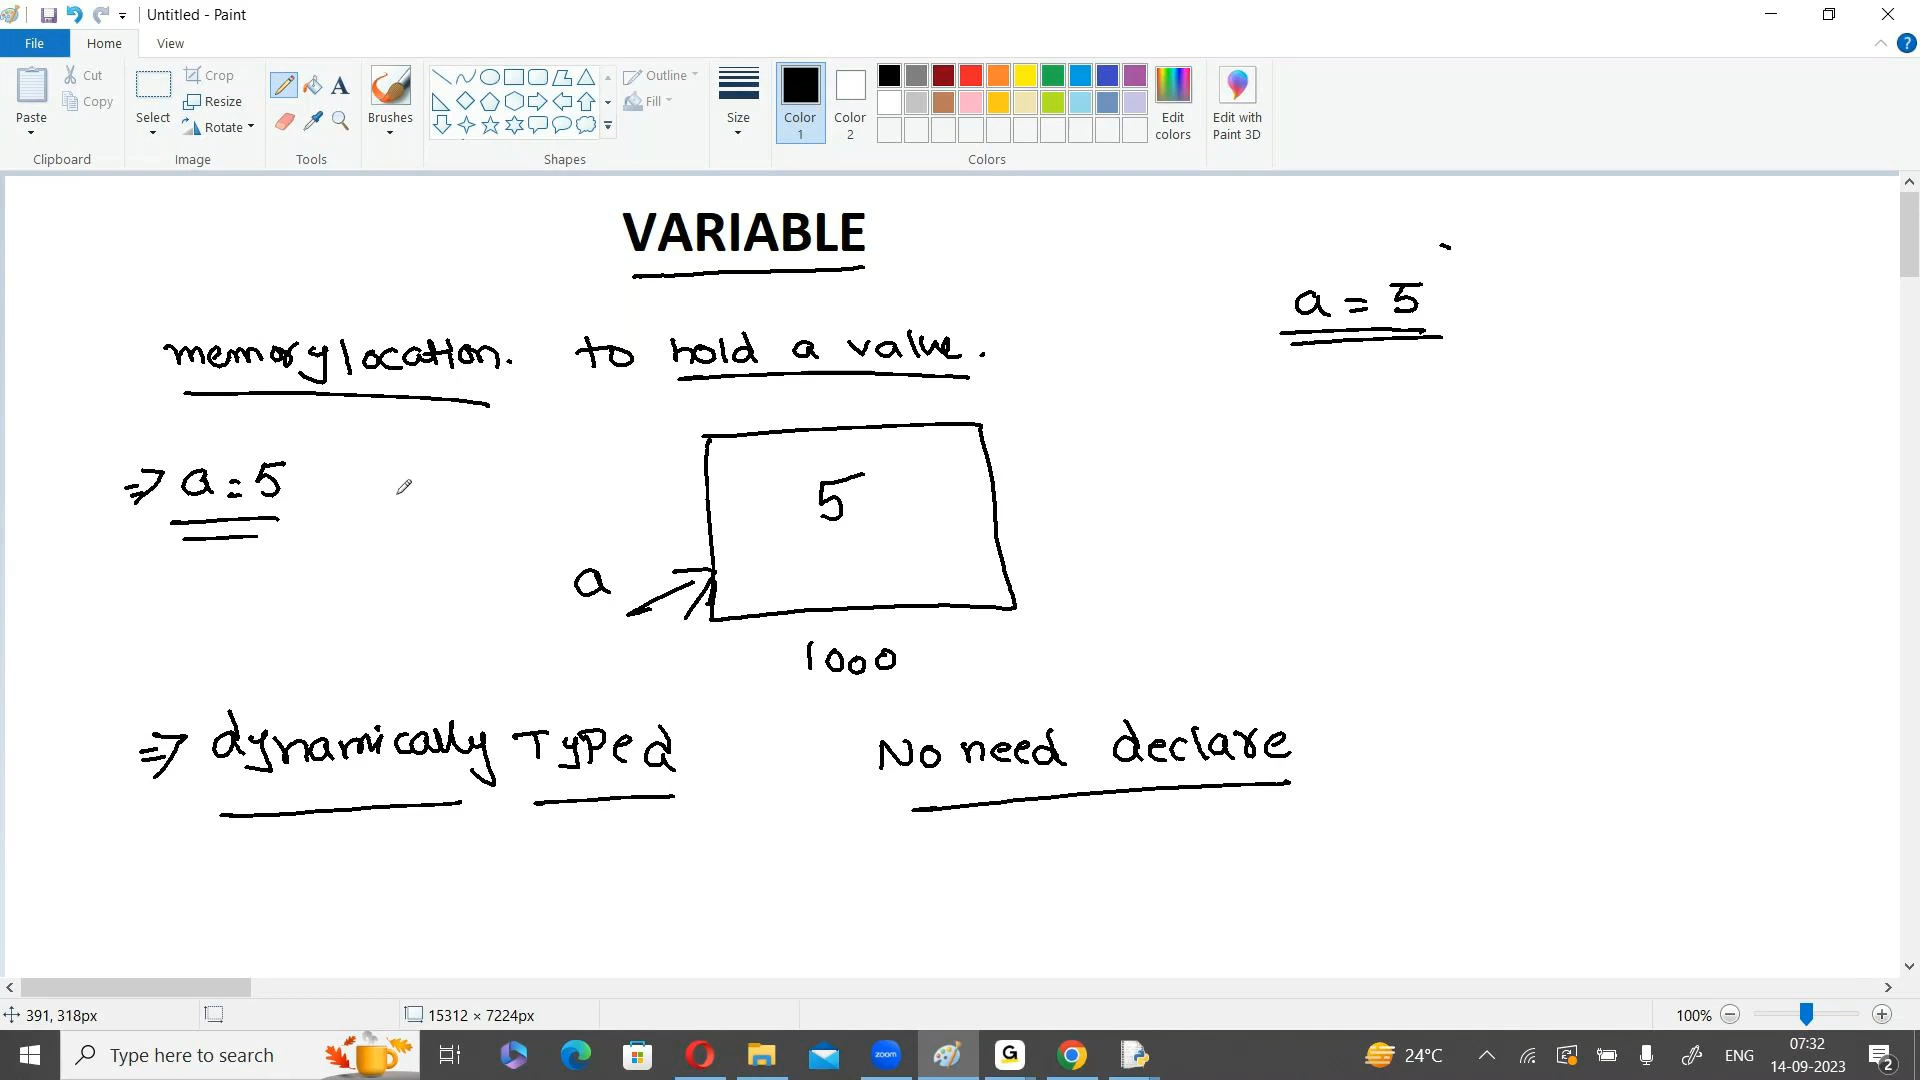 Untitled - Paint
File Home View
Paste
Cut
Copy
Clipboard
Select
Crop
Resize
Rotate
Image
A
Tools
Brushes
Outline
Fill
Shapes
Size
Color 1
Color 2
Edit colors
Colors
Edit with Paint 3D
VARIABLE
a = 5
memory location. to hold a value.
⇒ a = 5
5
a
1000
⇒ dynamically Typed No need declare
391, 318px
15312 × 7224px
100%
Type here to search
zoom
G
24°C
ENG
07:32
14-09-2023
2